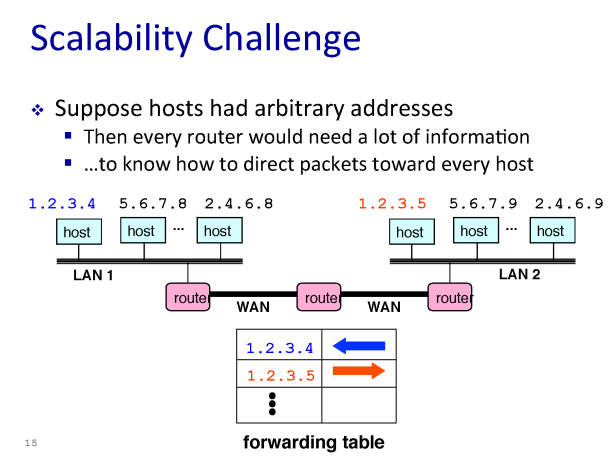 Scalability Challenge
Suppose hosts had arbitrary addresses
Then every router would need a lot of information
…to know how to direct packets toward every host
1.2.3.4 5.6.7.8 2.4.6.8 1.2.3.5 5.6.7.9 2.4.6.9
host host ... host host host ... host
LAN 1 LAN 2
router router router
WAN WAN
1.2.3.4
1.2.3.5
forwarding table
15